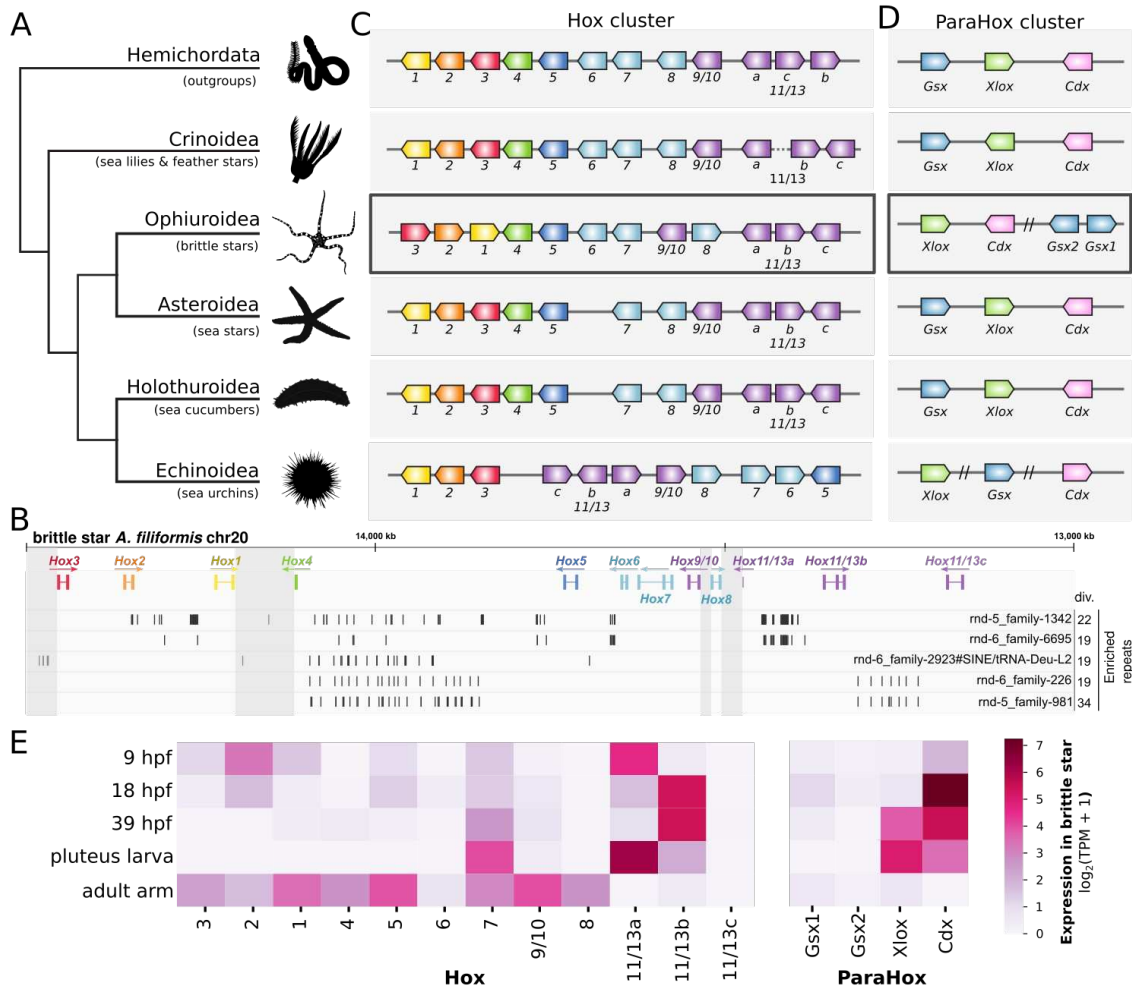 A
Hemichordata
(outgroups)
Crinoidea
(sea lilies & feather stars)
Ophiuroidea
(brittle stars)
Asteroidea
(sea stars)
Holothuroidea
(sea cucumbers)
Echinoidea
(sea urchins)
C
Hox cluster
1 2 3 4 5 6 7 8 9/10 a c b
11/13
1 2 3 4 5 6 7 8 9/10 a b c
11/13
3 2 1 4 5 6 7 9/10 8 a b c
11/13
1 2 3 4 5 7 8 9/10 a b c
11/13
1 2 3 4 5 7 8 9/10 a b c
11/13
1 2 3 c b a 9/10 8 7 6 5
11/13
D
ParaHox cluster
Gsx Xlox Cdx
Gsx Xlox Cdx
Xlox Cdx // Gsx2 Gsx1
Gsx Xlox Cdx
Gsx Xlox Cdx
Xlox // Gsx // Cdx
B
brittle star A. filiformis chr20
14,000 kb
13,000 kb
Hox3 Hox2 Hox1 Hox4 Hox5 Hox6 Hox9/10 Hox11/13a Hox11/13b Hox11/13c
Hox7 Hox8
div.
rnd-5_family-1342 22
rnd-6_family-6695 19
rnd-6_family-2923#SINE/tRNA-Deu-L2 19
rnd-6_family-226 19
rnd-5_family-981 34
Enriched
repeats
E
9 hpf
18 hpf
39 hpf
pluteus larva
adult arm
3 2 1 4 5 6 7 9/10 8 11/13a 11/13b 11/13c
Hox
Gsx1 Gsx2 Xlox Cdx
ParaHox
7
6
5
4
3
2
1
0
Expression in brittle star
log2(TPM + 1)